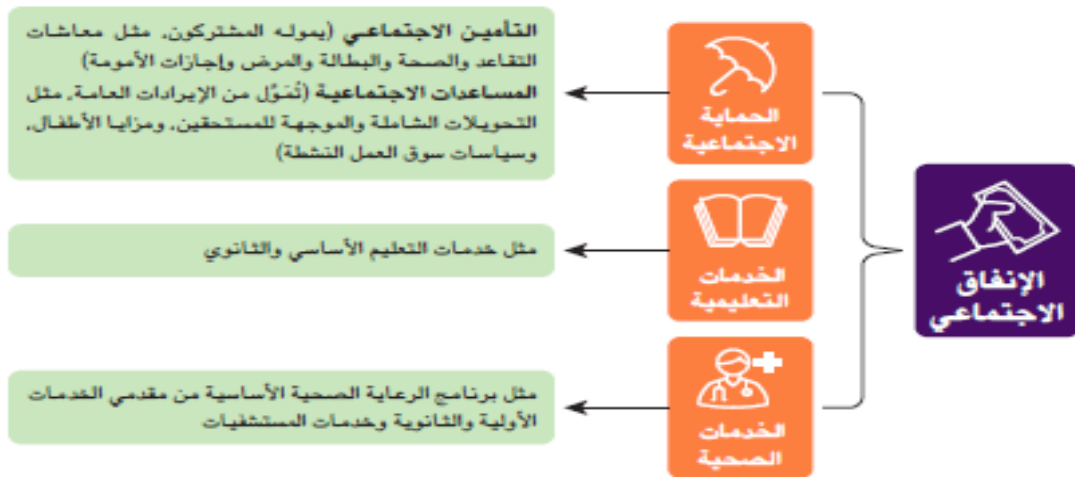 الإنفاق
الاجتماعي
الحماية
الاجتماعية
التأمين الاجتماعي (يموله المشتركون، مثل معاشات
التقاعد والصحة والبطالة والمرض وإجازات الأمومة)
المساعدات الاجتماعية (تُمَوَّل من الإيرادات العامة، مثل
التحويلات الشاملة والموجهة للمستحقين، ومزايا الأطفال،
وسياسات سوق العمل النشطة)
الخدمات
التعليمية
مثل خدمات التعليم الأساسي والثانوي
الخدمات
الصحية
مثل برنامج الرعاية الصحية الأساسية من مقدمي الخدمات
الأولية والثانوية وخدمات المستشفيات